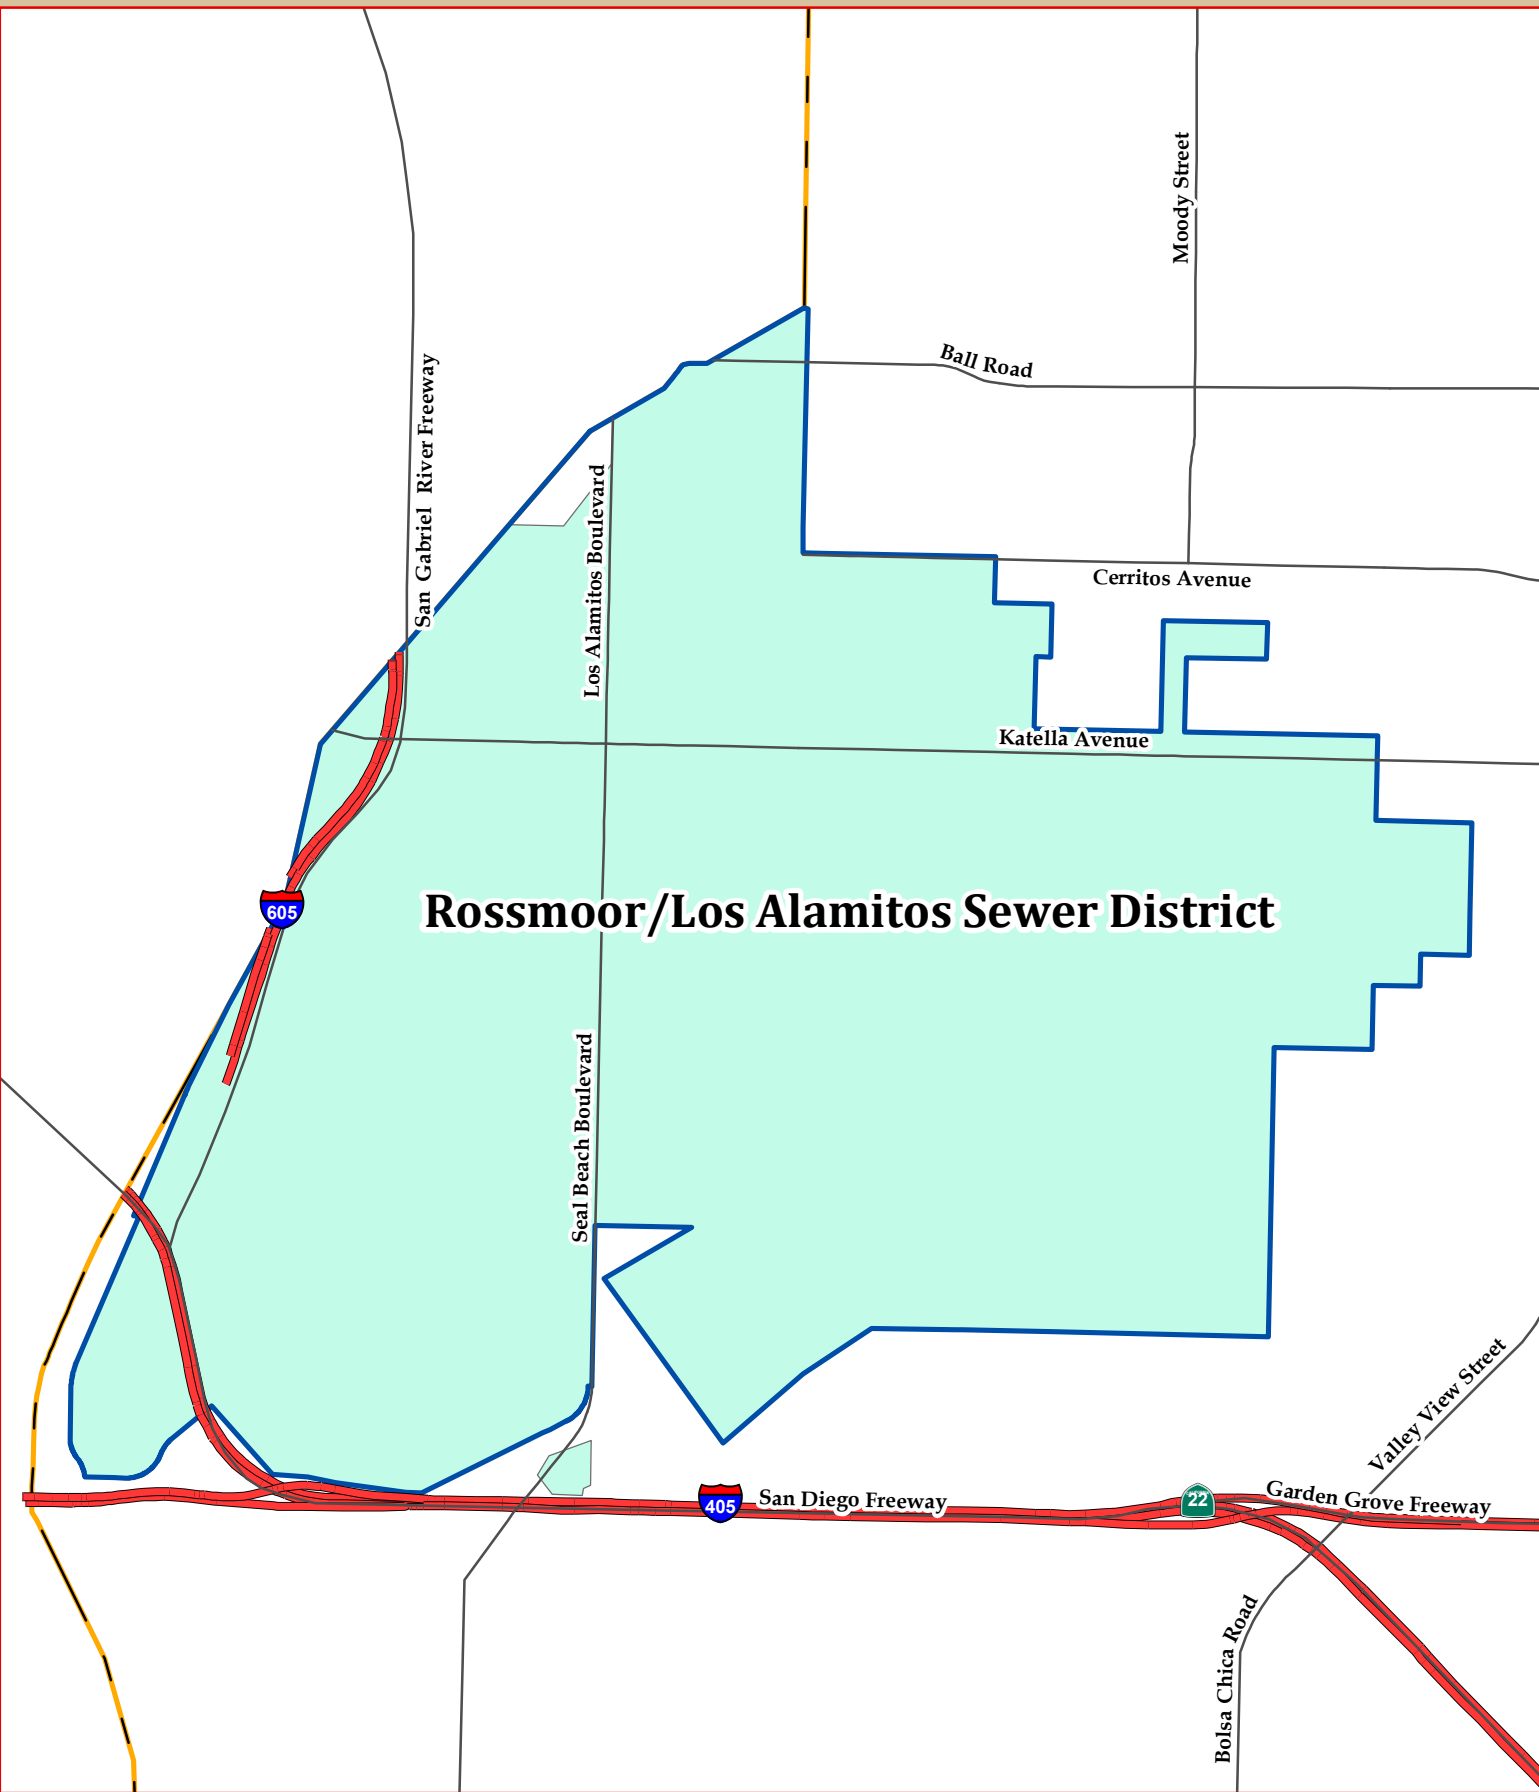 Moody Street
Ball Road
San Gabriel River Freeway
Los Alamitos Boulevard
Cerritos Avenue
Katella Avenue
605
Rossmoor/Los Alamitos Sewer District
Seal Beach Boulevard
Valley View Street
405
San Diego Freeway
22
Garden Grove Freeway
Bolsa Chica Road